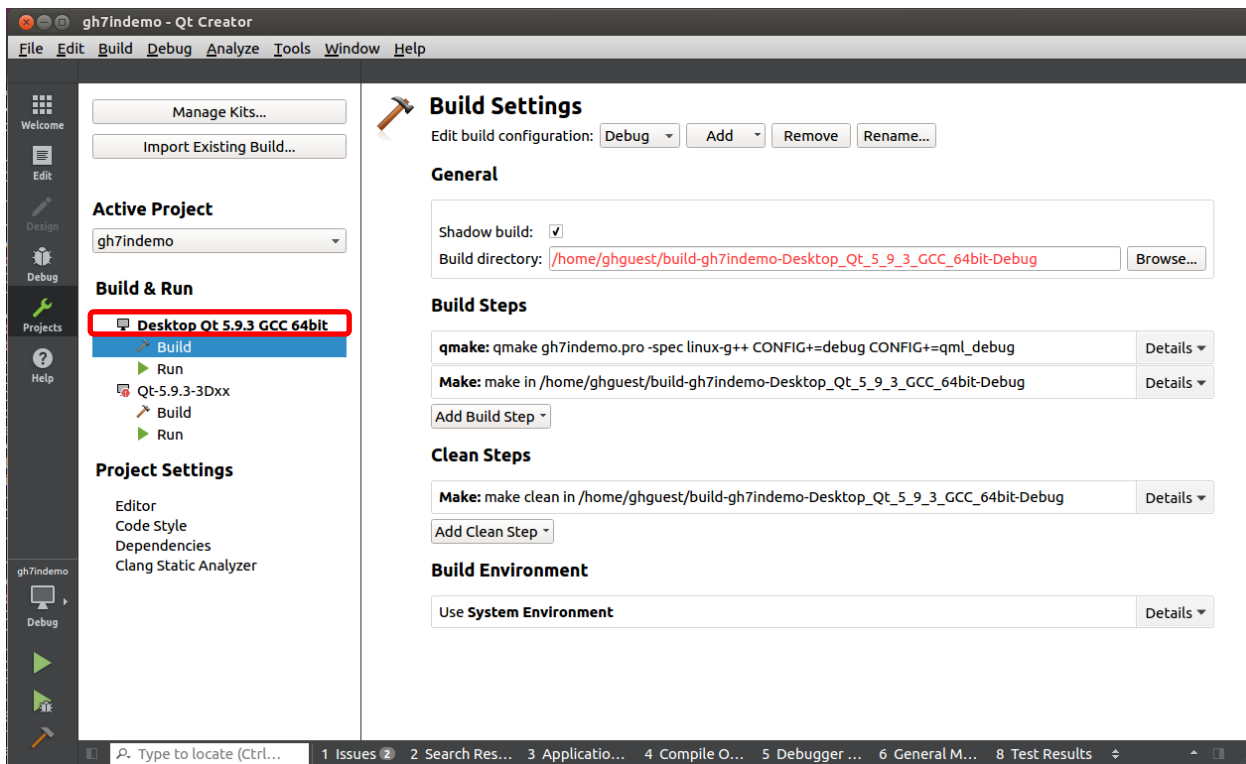 gh7indemo - Qt Creator
File Edit Build Debug Analyze Tools Window Help
Welcome
Edit
Design
Debug
Projects
Help
gh7indemo
Debug
Manage Kits...
Import Existing Build...
Active Project
gh7indemo
Build & Run
Desktop Qt 5.9.3 GCC 64bit
Build
Run
Qt-5.9.3-3Dxx
Build
Run
Project Settings
Editor
Code Style
Dependencies
Clang Static Analyzer
Build Settings
Edit build configuration: Debug Add Remove Rename...
General
Shadow build:
Build directory: /home/ghguest/build-gh7indemo-Desktop_Qt_5_9_3_GCC_64bit-Debug Browse...
Build Steps
qmake: qmake gh7indemo.pro -spec linux-g++ CONFIG+=debug CONFIG+=qml_debug Details
Make: make in /home/ghguest/build-gh7indemo-Desktop_Qt_5_9_3_GCC_64bit-Debug Details
Add Build Step
Clean Steps
Make: make clean in /home/ghguest/build-gh7indemo-Desktop_Qt_5_9_3_GCC_64bit-Debug Details
Add Clean Step
Build Environment
Use System Environment Details
Type to locate (Ctrl... 1 Issues 2 2 Search Res... 3 Applicatio... 4 Compile O... 5 Debugger ... 6 General M... 8 Test Results